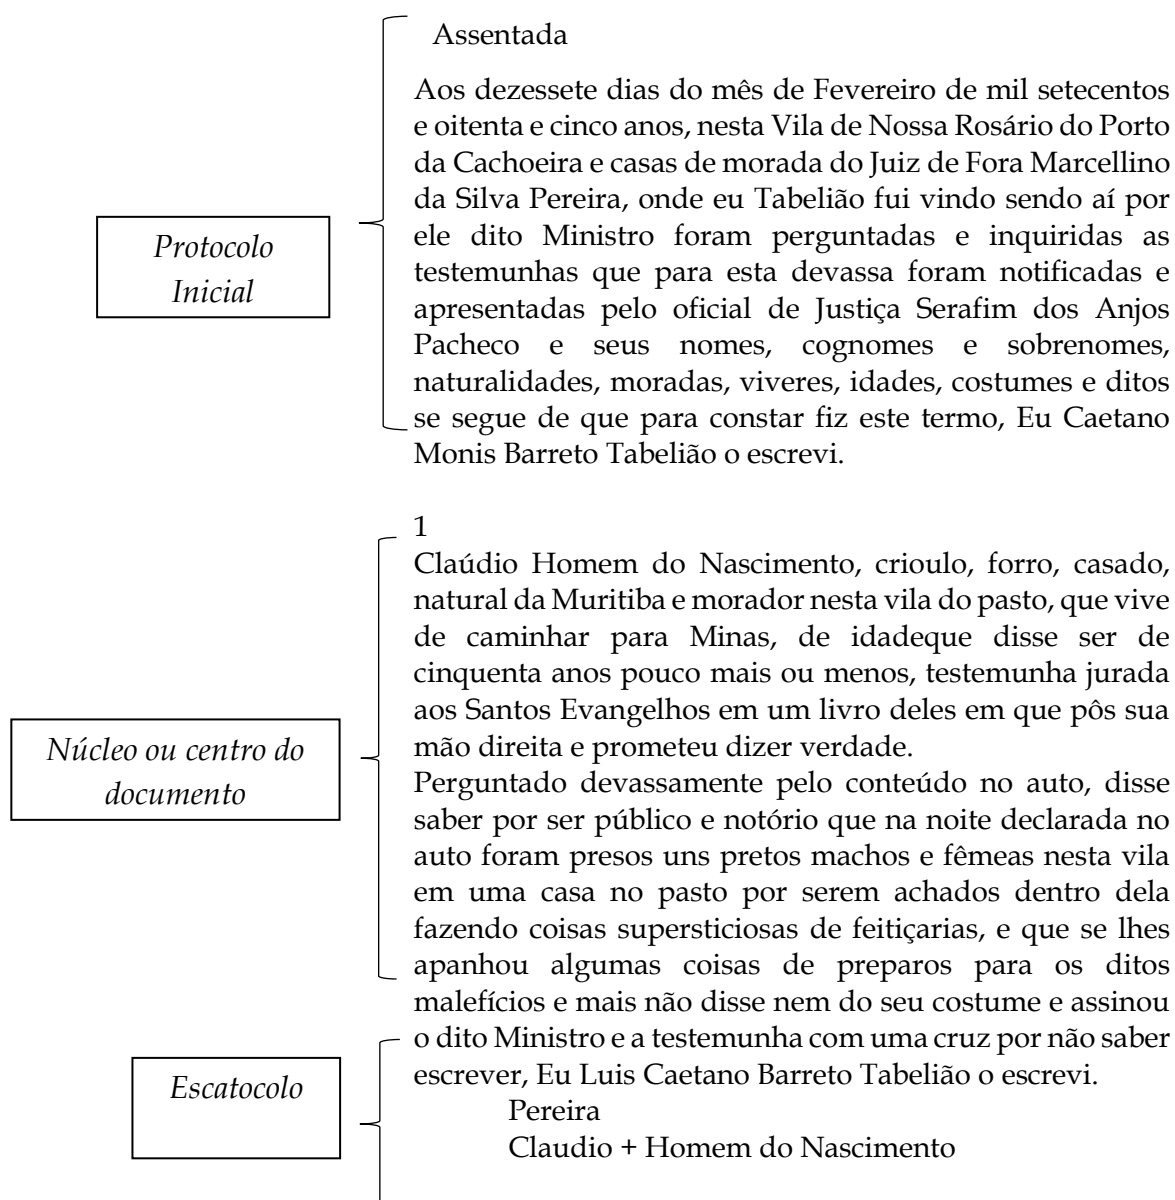 Assentada
Aos dezessete dias do mês de Fevereiro de mil setecentos
e oitenta e cinco anos, nesta Vila de Nossa Rosário do Porto
da Cachoeira e casas de morada do Juiz de Fora Marcellino
da Silva Pereira, onde eu Tabelião fui vindo sendo aí por
ele dito Ministro foram perguntadas e inquiridas as
testemunhas que para esta devassa foram notificadas e
apresentadas pelo oficial de Justiça Serafim dos Anjos
Pacheco e seus nomes, cognomes e sobrenomes,
naturalidades, moradas, viveres, idades, costumes e ditos
se segue de que para constar fiz este termo, Eu Caetano
Monis Barreto Tabelião o escrevi.
Protocolo
Inicial
1
Claúdio Homem do Nascimento, crioulo, forro, casado,
natural da Muritiba e morador nesta vila do pasto, que vive
de caminhar para Minas, de idadeque disse ser de
cinquenta anos pouco mais ou menos, testemunha jurada
aos Santos Evangelhos em um livro deles em que pôs sua
mão direita e prometeu dizer verdade.
Perguntado devassamente pelo conteúdo no auto, disse
saber por ser público e notório que na noite declarada no
auto foram presos uns pretos machos e fêmeas nesta vila
em uma casa no pasto por serem achados dentro dela
fazendo coisas supersticiosas de feitiçarias, e que se lhes
apanhou algumas coisas de preparos para os ditos
malefícios e mais não disse nem do seu costume e assinou
o dito Ministro e a testemunha com uma cruz por não saber
escrever, Eu Luis Caetano Barreto Tabelião o escrevi.
Pereira
Claudio + Homem do Nascimento
Núcleo ou centro do
documento
Escatocolo